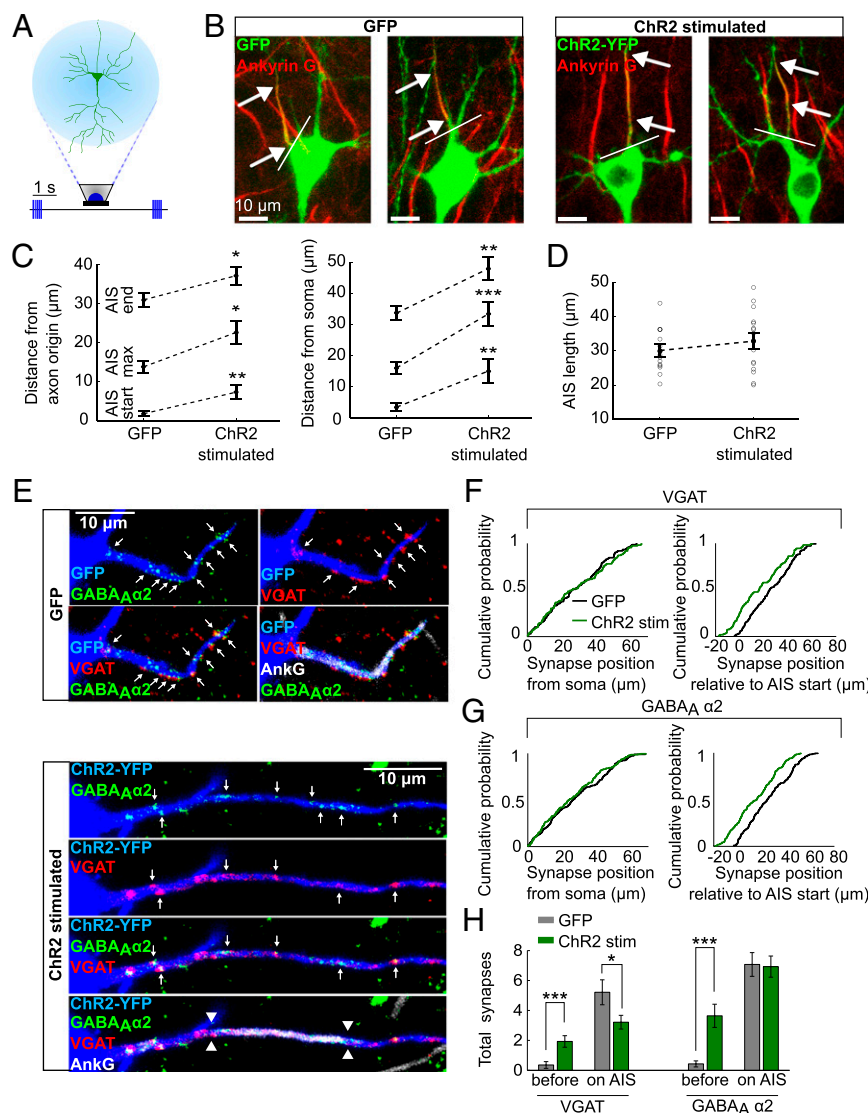 A
1 s
B
GFP
ChR2 stimulated
GFP
Ankyrin G
ChR2-YFP
Ankyrin G
10 µm
C
Distance from
axon origin (µm)
40
30
20
10
0
AIS
end
AIS
max
AIS
start
*
*
**
GFP
ChR2
stimulated
Distance from soma (µm)
50
40
30
20
10
0
**
***
**
GFP
ChR2
stimulated
D
AIS length (µm)
50
40
30
20
10
GFP
ChR2
stimulated
E
GFP
10 µm
GFP
GABAAα2
GFP
VGAT
GFP
VGAT
GABAAα2
GFP
VGAT
AnkG
GABAAα2
ChR2 stimulated
10 µm
ChR2-YFP
GABAAα2
ChR2-YFP
VGAT
ChR2-YFP
GABAAα2
VGAT
ChR2-YFP
GABAAα2
VGAT
AnkG
F
VGAT
Cumulative probability
1
0.5
0
GFP
ChR2 stim
0 20 40 60
Synapse position
from soma (µm)
Cumulative probability
1
0.5
0
-20 0 20 40 60 80
Synapse position
relative to AIS start (µm)
G
GABAA α2
Cumulative probability
1
0.5
0
0 20 40 60
Synapse position
from soma (µm)
Cumulative probability
1
0.5
0
-20 0 20 40 60 80
Synapse position
relative to AIS start (µm)
H
GFP
ChR2 stim
Total synapses
8
6
4
2
0
***
*
***
before on AIS
before on AIS
VGAT
GABAA α2